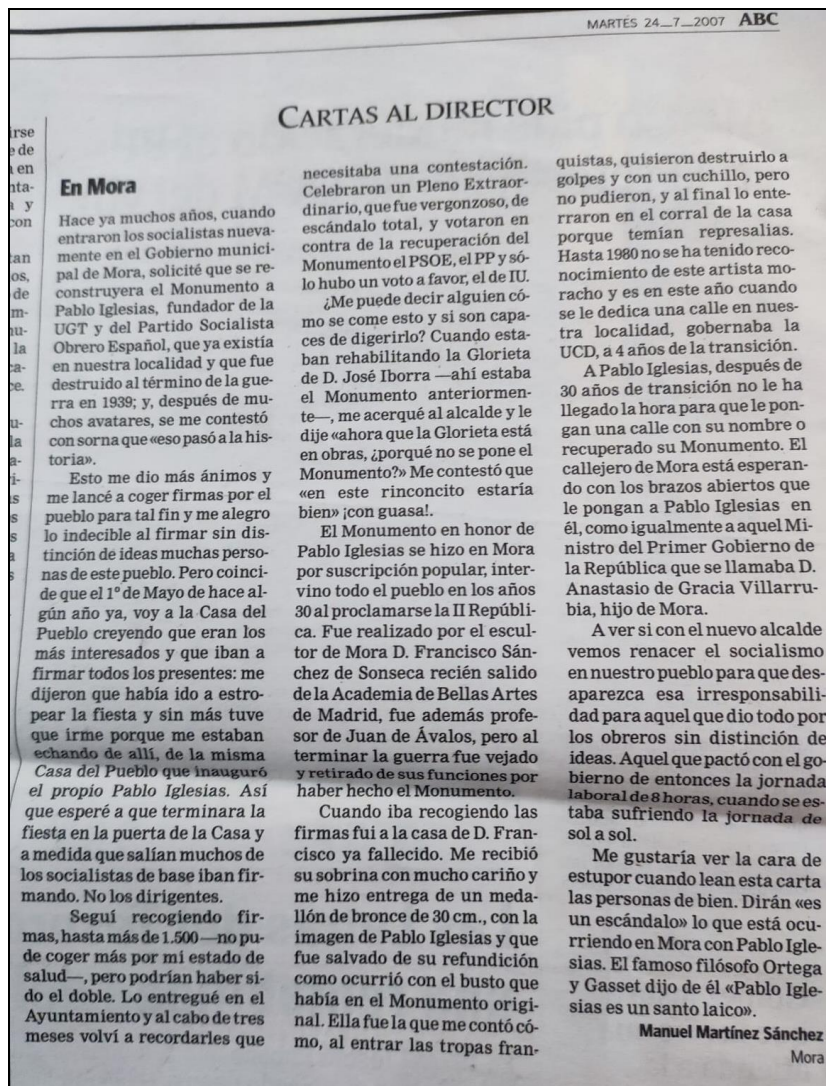 MARTES 24_7_2007 ABC
CARTAS AL DIRECTOR
irse
e de
en
nta-
a y
con
tan
os,
de
m-
nu-
la
ca-
ce.
u-
la
a-
í-
s
s
s
a
s
En Mora
Hace ya muchos años, cuando
entraron los socialistas nueva-
mente en el Gobierno munici-
pal de Mora, solicité que se re-
construyera el Monumento a
Pablo Iglesias, fundador de la
UGT y del Partido Socialista
Obrero Español, que ya existía
en nuestra localidad y que fue
destruido al término de la gue-
rra en 1939; y, después de mu-
chos avatares, se me contestó
con sorna que «eso pasó a la his-
toria».
Esto me dio más ánimos y
me lancé a coger firmas por el
pueblo para tal fin y me alegro
lo indecible al firmar sin dis-
tinción de ideas muchas perso-
nas de este pueblo. Pero coinci-
de que el 1º de Mayo de hace al-
gún año ya, voy a la Casa del
Pueblo creyendo que eran los
más interesados y que iban a
firmar todos los presentes: me
dijeron que había ido a estro-
pear la fiesta y sin más tuve
que irme porque me estaban
echando de allí, de la misma
Casa del Pueblo que inauguró
el propio Pablo Iglesias. Así
que esperé a que terminara la
fiesta en la puerta de la Casa y
a medida que salían muchos de
los socialistas de base iban fir-
mando. No los dirigentes.
Seguí recogiendo fir-
mas, hasta más de 1.500 —no pu-
de coger más por mi estado de
salud—, pero podrían haber si-
do el doble. Lo entregué en el
Ayuntamiento y al cabo de tres
meses volví a recordarles que
necesitaba una contestación.
Celebraron un Pleno Extraor-
dinario, que fue vergonzoso, de
escándalo total, y votaron en
contra de la recuperación del
Monumento el PSOE, el PP y só-
lo hubo un voto a favor, el de IU.
¿Me puede decir alguien có-
mo se come esto y si son capa-
ces de digerirlo? Cuando esta-
ban rehabilitando la Glorieta
de D. José Iborra —ahí estaba
el Monumento anteriormen-
te—, me acerqué al alcalde y le
dije «ahora que la Glorieta está
en obras, ¿porqué no se pone el
Monumento?» Me contestó que
«en este rinconcito estaría
bien» ¡con guasa!.
El Monumento en honor de
Pablo Iglesias se hizo en Mora
por suscripción popular, inter-
vino todo el pueblo en los años
30 al proclamarse la II Repúbli-
ca. Fue realizado por el escul-
tor de Mora D. Francisco Sán-
chez de Sonseca recién salido
de la Academia de Bellas Artes
de Madrid, fue además profe-
sor de Juan de Ávalos, pero al
terminar la guerra fue vejado
y retirado de sus funciones por
haber hecho el Monumento.
Cuando iba recogiendo las
firmas fui a la casa de D. Fran-
cisco ya fallecido. Me recibió
su sobrina con mucho cariño y
me hizo entrega de un meda-
llón de bronce de 30 cm., con la
imagen de Pablo Iglesias y que
fue salvado de su refundición
como ocurrió con el busto que
había en el Monumento origi-
nal. Ella fue la que me contó có-
mo, al entrar las tropas fran-
quistas, quisieron destruirlo a
golpes y con un cuchillo, pero
no pudieron, y al final lo ente-
rraron en el corral de la casa
porque temían represalias.
Hasta 1980 no se ha tenido reco-
nocimiento de este artista mo-
racho y es en este año cuando
se le dedica una calle en nues-
tra localidad, gobernaba la
UCD, a 4 años de la transición.
A Pablo Iglesias, después de
30 años de transición no le ha
llegado la hora para que le pon-
gan una calle con su nombre o
recuperado su Monumento. El
callejero de Mora está esperan-
do con los brazos abiertos que
le pongan a Pablo Iglesias en
él, como igualmente a aquel Mi-
nistro del Primer Gobierno de
la República que se llamaba D.
Anastasio de Gracia Villarru-
bia, hijo de Mora.
A ver si con el nuevo alcalde
vemos renacer el socialismo
en nuestro pueblo para que des-
aparezca esa irresponsabili-
dad para aquel que dio todo por
los obreros sin distinción de
ideas. Aquel que pactó con el go-
bierno de entonces la jornada
laboral de 8 horas, cuando se es-
taba sufriendo la jornada de
sol a sol.
Me gustaría ver la cara de
estupor cuando lean esta carta
las personas de bien. Dirán «es
un escándalo» lo que está ocu-
rriendo en Mora con Pablo Igle-
sias. El famoso filósofo Ortega
y Gasset dijo de él «Pablo Igle-
sias es un santo laico».
Manuel Martínez Sánchez
Mora